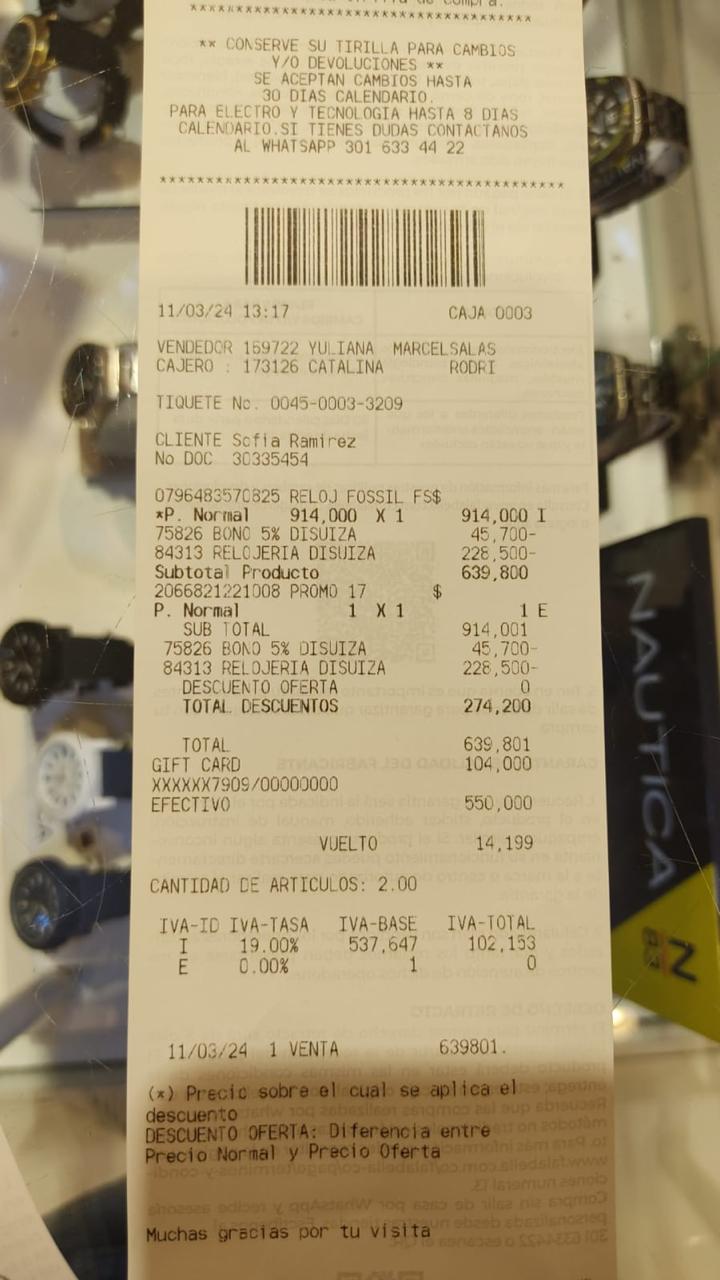 compra.
** CONSERVE SU TIRILLA PARA CAMBIOS
Y/O DEVOLUCIONES **
SE ACEPTAN CAMBIOS HASTA
30 DIAS CALENDARIO.
PARA ELECTRO Y TECNOLOGIA HASTA 8 DIAS
CALENDARIO.SI TIENES DUDAS CONTACTANOS
AL WHATSAPP 301 633 44 22
11/03/24 13:17 CAJA 0003
VENDEDOR 169722 YULIANA MARCELSALAS
CAJERO : 173126 CATALINA RODRI
TIQUETE No. 0045-0003-3209
CLIENTE Sofia Ramirez
No DOC 30335454
0796483570825 RELOJ FOSSIL FS$
*P. Normal 914,000 X 1 914,000 I
75826 BONO 5% DISUIZA 45,700-
84313 RELOJERIA DISUIZA 228,500-
Subtotal Producto 639,800
2066821221008 PROMO 17 $
P. Normal 1 X 1 1 E
SUB TOTAL 914,001
75826 BONO 5% DISUIZA 45,700-
84313 RELOJERIA DISUIZA 228,500-
DESCUENTO OFERTA 0
TOTAL DESCUENTOS 274,200
TOTAL 639,801
GIFT CARD 104,000
XXXXXX7909/00000000
EFECTIVO 550,000
VUELTO 14,199
CANTIDAD DE ARTICULOS: 2.00
IVA-ID IVA-TASA IVA-BASE IVA-TOTAL
I 19.00% 537,647 102,153
E 0.00% 1 0
11/03/24 1 VENTA 639801.
(*) Precio sobre el cual se aplica el
descuento
DESCUENTO OFERTA: Diferencia entre
Precio Normal y Precio Oferta
Muchas gracias por tu visita
NAUTICA
N
83